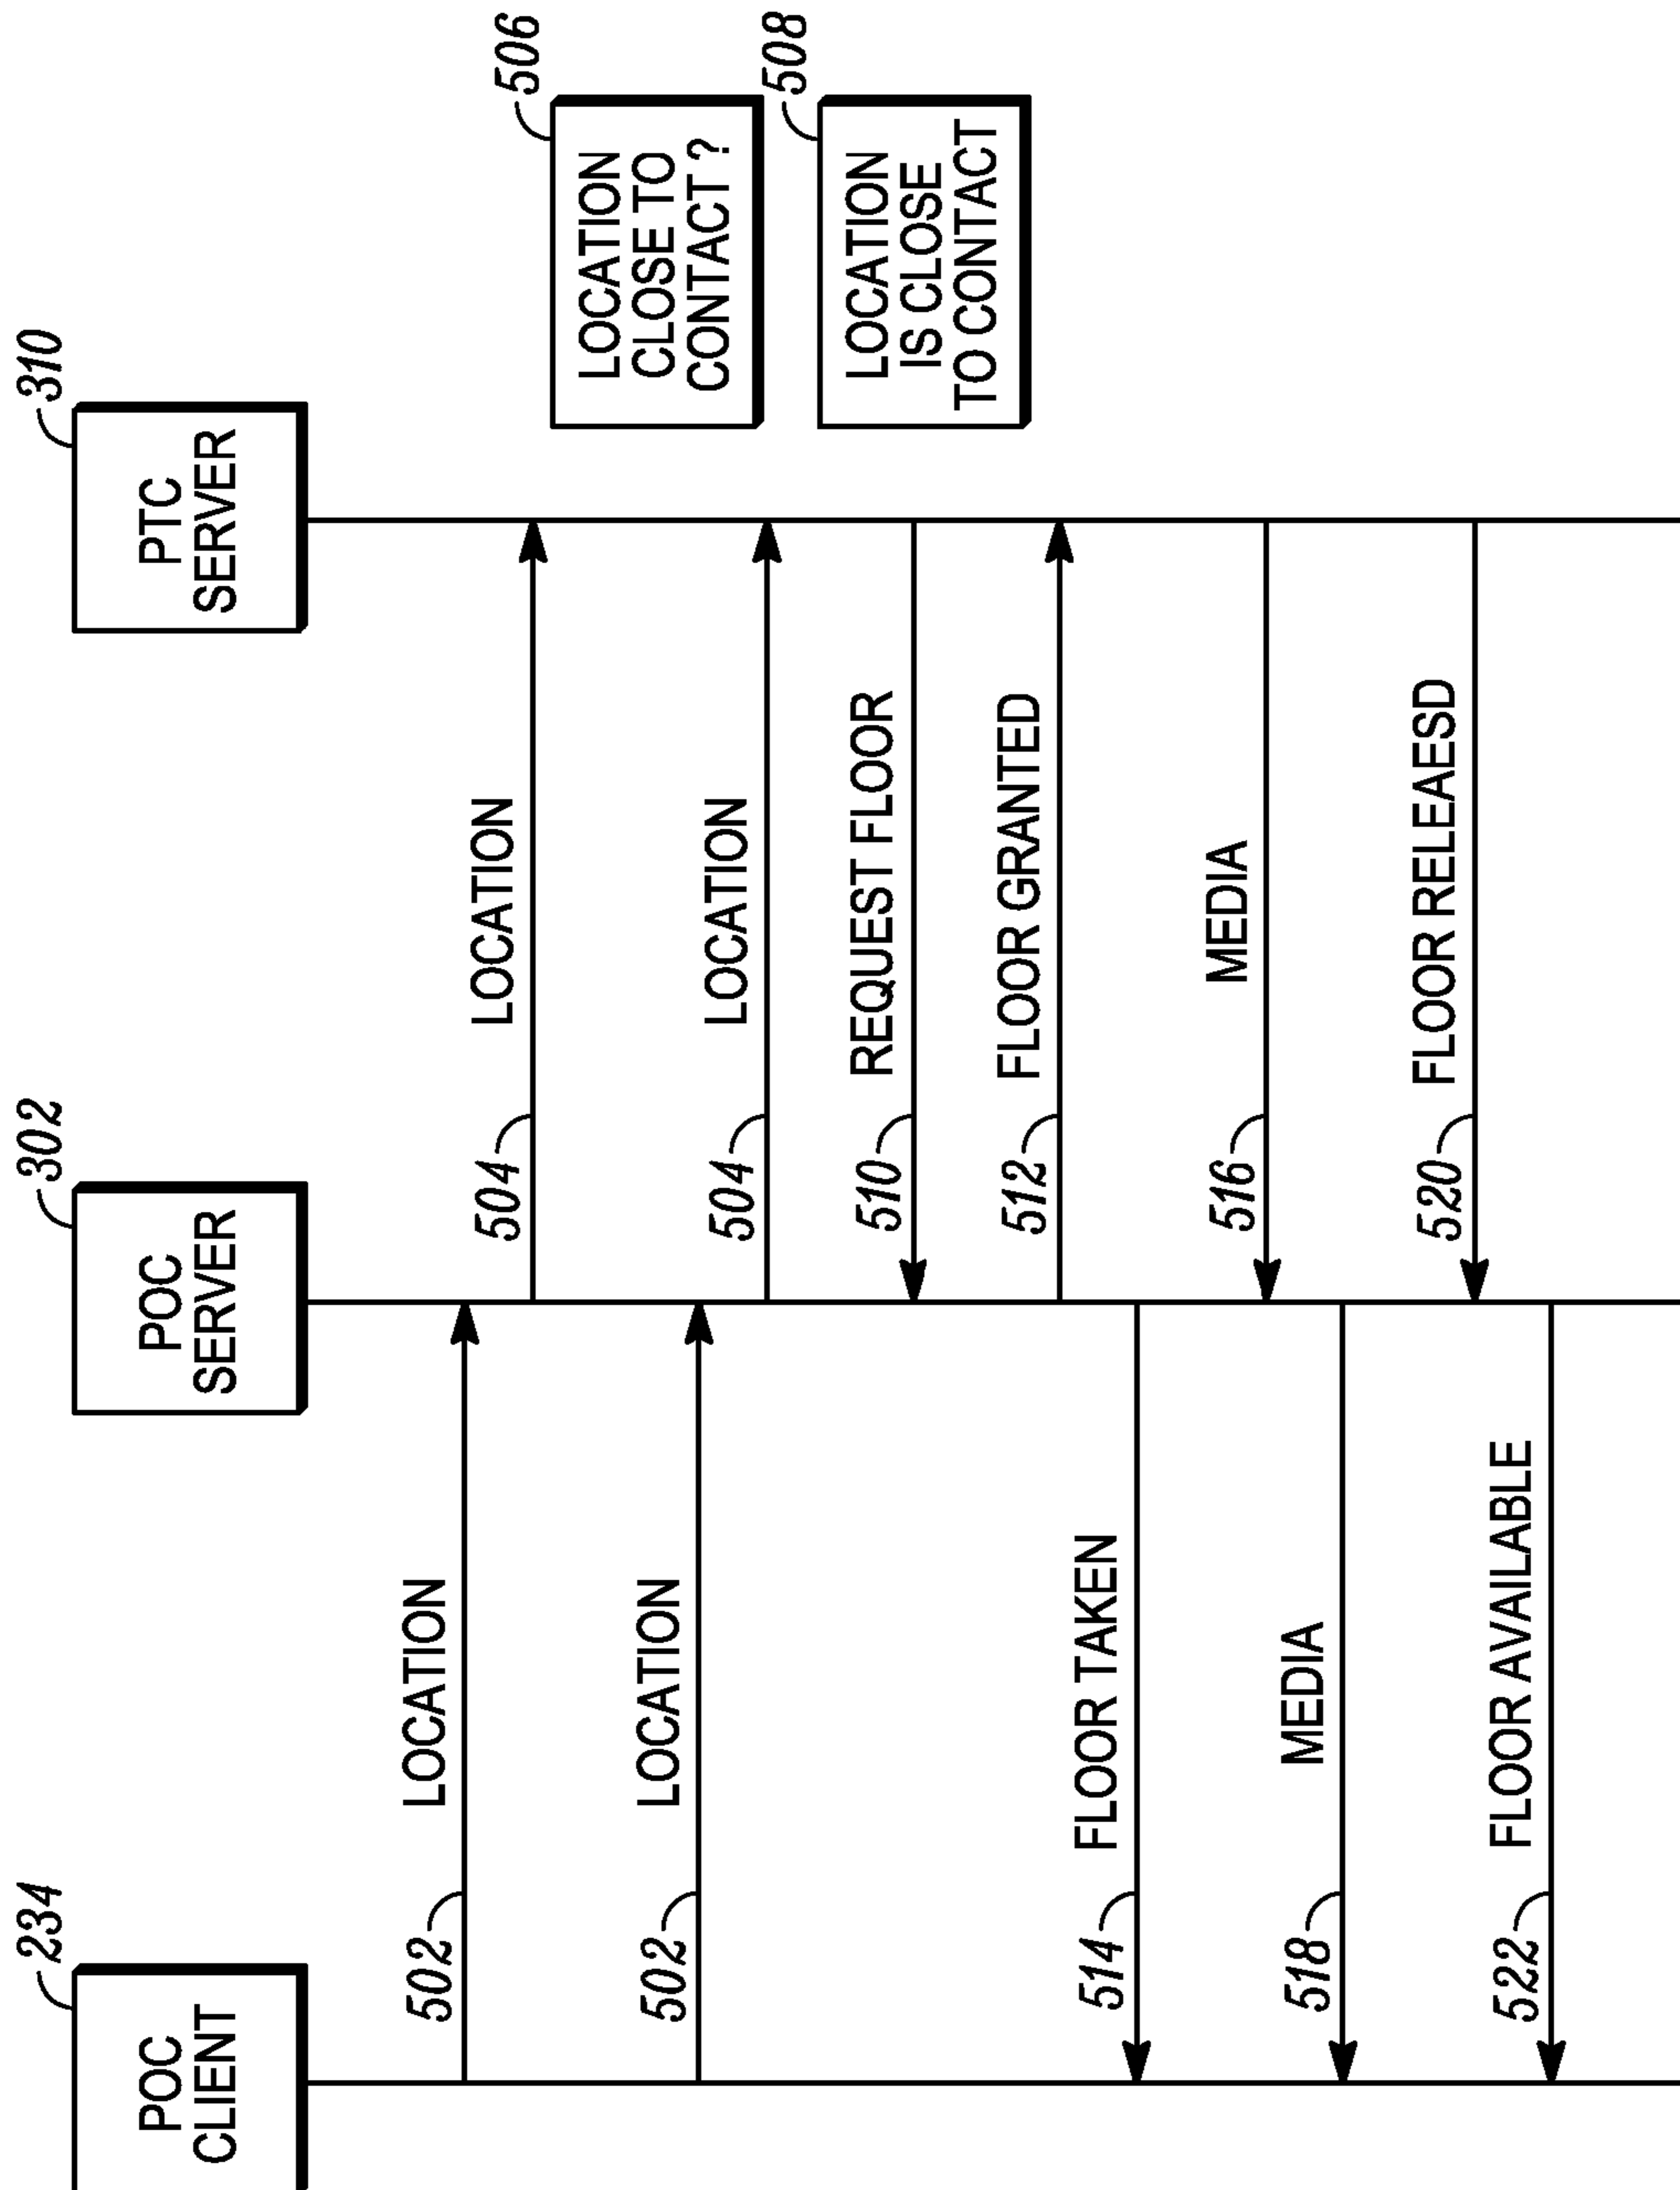 234
POC
CLIENT
302
POC
SERVER
310
PTC
SERVER
502
LOCATION
504
LOCATION
506
LOCATION
CLOSE TO
CONTACT ?
502
LOCATION
504
LOCATION
508
LOCATION
IS CLOSE
TO CONTACT
510
REQUEST FLOOR
512
FLOOR GRANTED
514
FLOOR TAKEN
516
MEDIA
518
MEDIA
520
FLOOR RELEAESD
522
FLOOR AVAILABLE